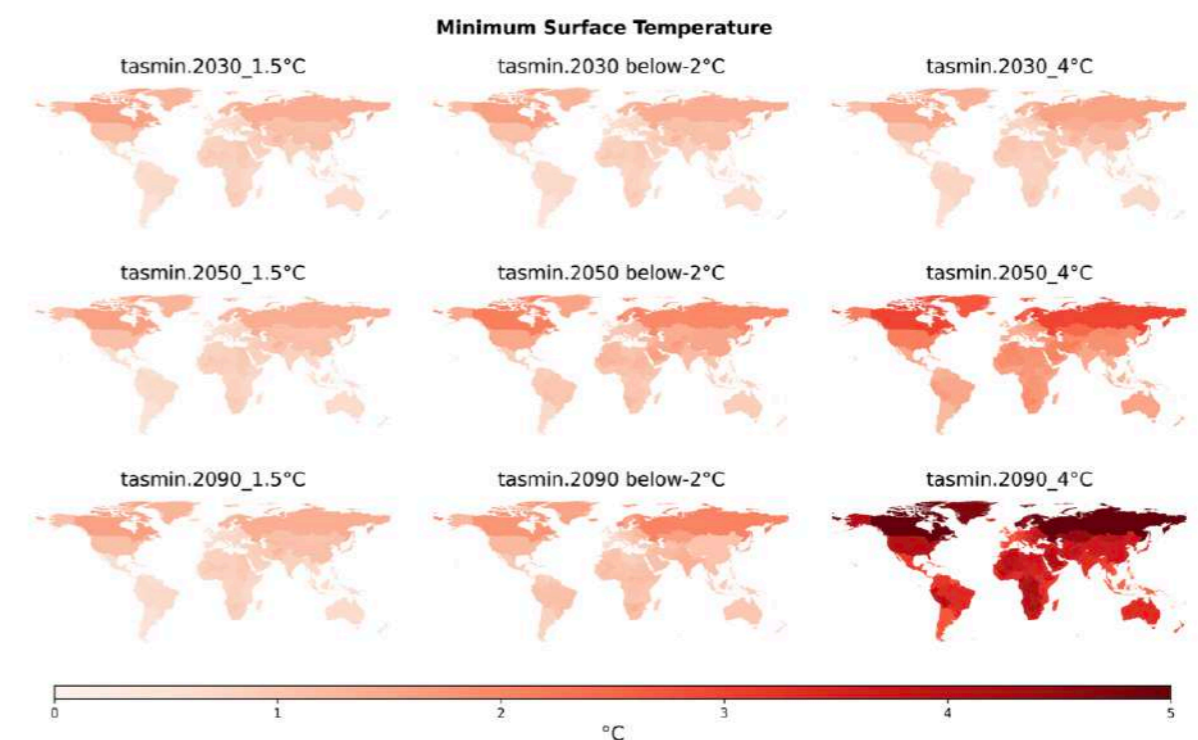 Minimum Surface Temperature
tasmin.2030_1.5°C
tasmin.2030 below-2°C
tasmin.2030_4°C
tasmin.2050_1.5°C
tasmin.2050 below-2°C
tasmin.2050_4°C
tasmin.2090_1.5°C
tasmin.2090 below-2°C
tasmin.2090_4°C
0 1 2 3 4 5
°C